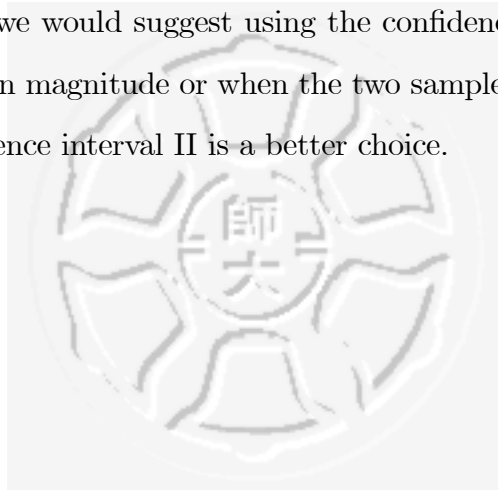 we would suggest using the confidenc
n magnitude or when the two sample
ence interval II is a better choice.
師
大